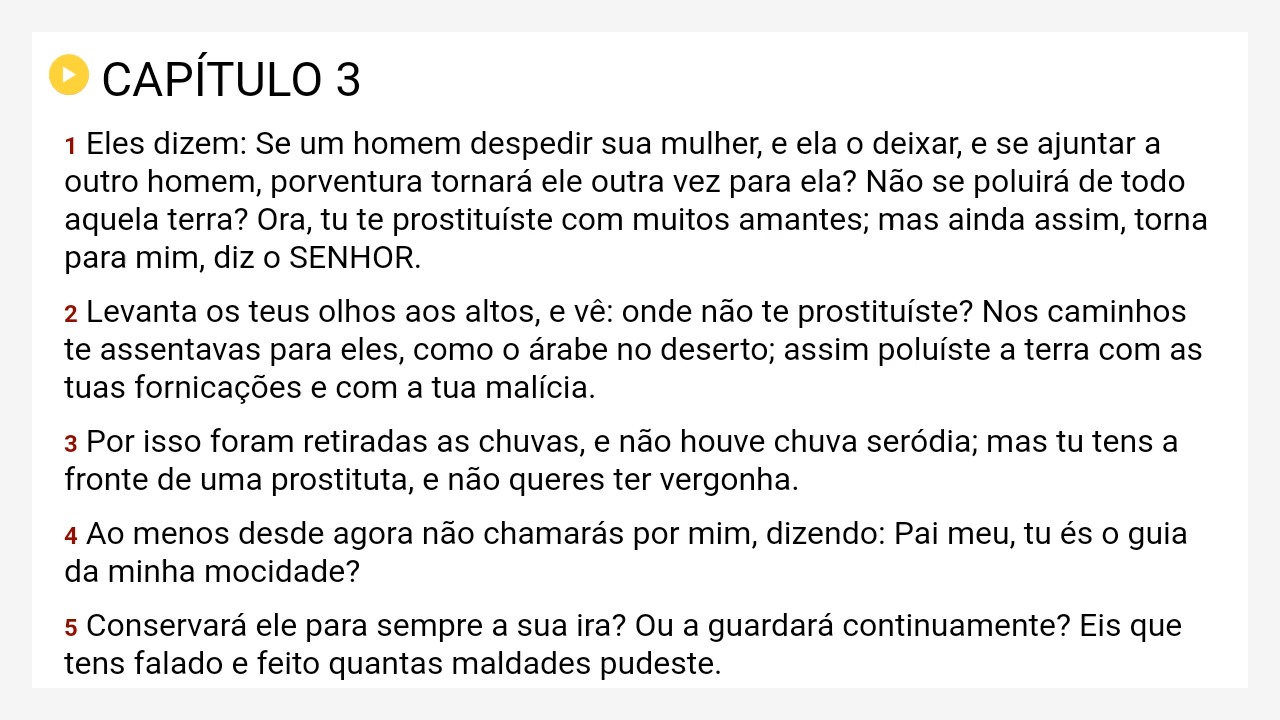 CAPÍTULO 3
1 Eles dizem: Se um homem despedir sua mulher, e ela o deixar, e se ajuntar a
outro homem, porventura tornará ele outra vez para ela? Não se poluirá de todo
aquela terra? Ora, tu te prostituíste com muitos amantes; mas ainda assim, torna
para mim, diz o SENHOR.
2 Levanta os teus olhos aos altos, e vê: onde não te prostituíste? Nos caminhos
te assentavas para eles, como o árabe no deserto; assim poluíste a terra com as
tuas fornicações e com a tua malícia.
3 Por isso foram retiradas as chuvas, e não houve chuva seródia; mas tu tens a
fronte de uma prostituta, e não queres ter vergonha.
4 Ao menos desde agora não chamarás por mim, dizendo: Pai meu, tu és o guia
da minha mocidade?
5 Conservará ele para sempre a sua ira? Ou a guardará continuamente? Eis que
tens falado e feito quantas maldades pudeste.